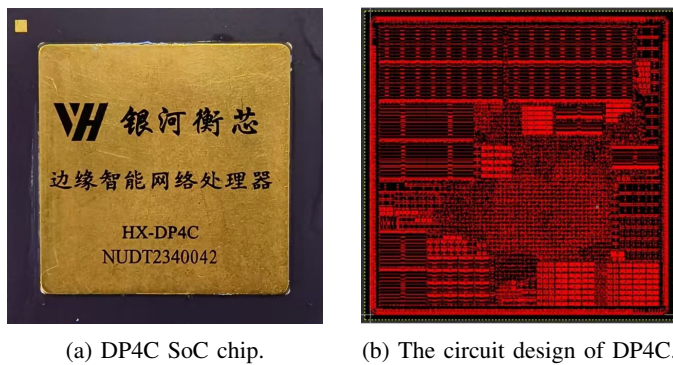 VH 银河衡芯
边缘智能网络处理器
HX-DP4C
NUDT2340042
(a) DP4C SoC chip.
(b) The circuit design of DP4C.